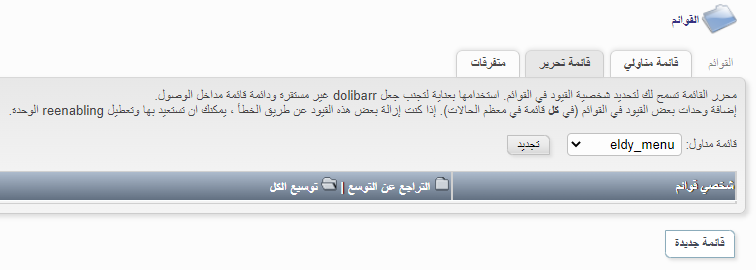 القوائم
القوائم قائمة مناولي قائمة تحرير متفرقات
محرر القائمة تسمح لك لتحديد شخصية القيود في القوائم. استخدامها بعناية لتجنب جعل dolibarr غير مستقرة ودائمة قائمة مداخل الوصول.
إضافة وحدات بعض القيود في القوائم (في كل قائمة في معظم الحالات). إذا كنت إزالة بعض هذه القيود عن طريق الخطأ ، يمكنك ان تستعيد بها وتعطيل reenabling الوحدة.
قائمة مناول: eldy_menu تجديد
شخصي قوائم التراجع عن التوسع | توسيع الكل
قائمة جديدة